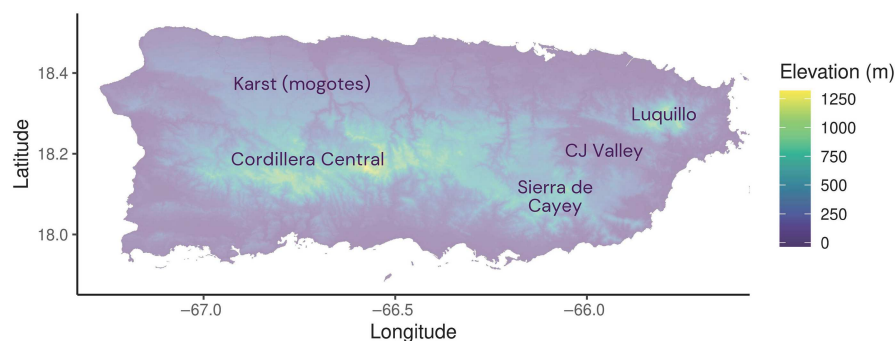 Karst (mogotes)
Luquillo
CJ Valley
Cordillera Central
Sierra de
Cayey
Latitude
18.4
18.2
18.0
−67.0
−66.5
−66.0
Longitude
Elevation (m)
1250
1000
750
500
250
0